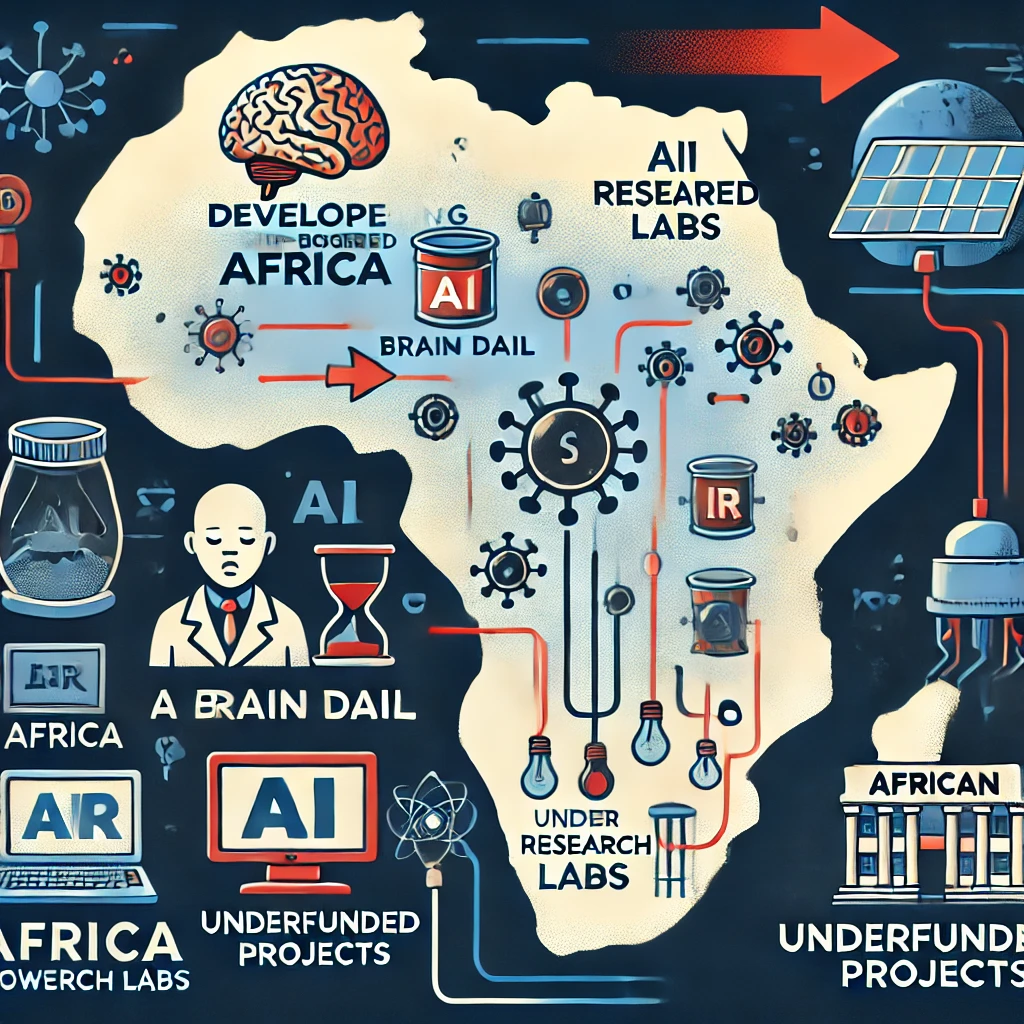 DEVELOPE NG
AFRICA
AII
RESEARED
LABS
AI
BRAIN DAIL
S
IR
AI
A BRAIN DAIL
AFRICA
AIR
AFRICA
OWERCH LABS
AI
UNDERFUNDED
PROJECTS
UNDER
RESEARCH
LABS
AFRICAN
UNDERFUNDE
PROJECTS